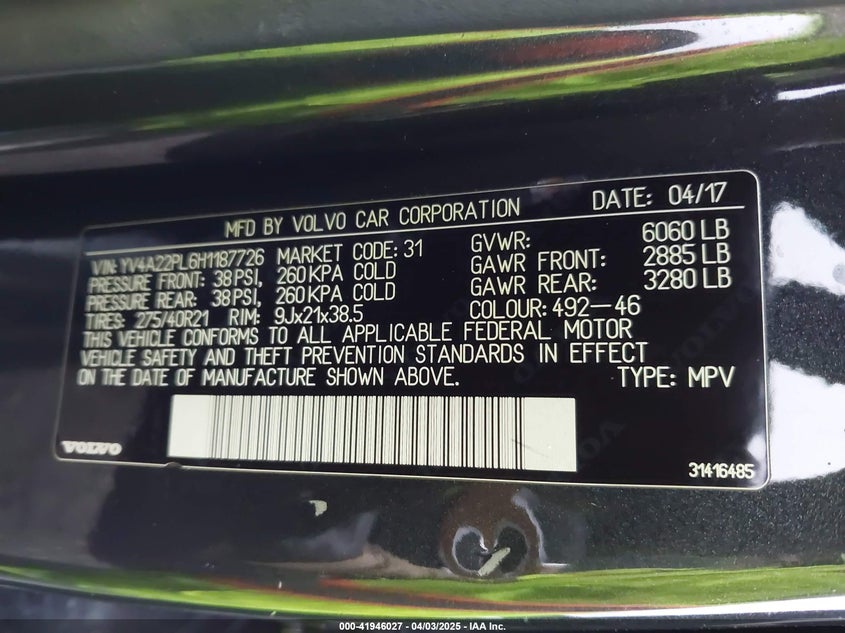 MFD BY VOLVO CAR CORPORATION DATE: 04/17
VIN: YV4A22PL6H1187726 MARKET CODE: 31 GVWR: 6060 LB
PRESSURE FRONT: 38 PSI, 260 KPA COLD GAWR FRONT: 2885 LB
PRESSURE REAR: 38 PSI, 260 KPA COLD GAWR REAR: 3280 LB
TIRES: 275/40R21 RIM: 9Jx21x38.5 COLOUR: 492-46
THIS VEHICLE CONFORMS TO ALL APPLICABLE FEDERAL MOTOR
VEHICLE SAFETY AND THEFT PREVENTION STANDARDS IN EFFECT
ON THE DATE OF MANUFACTURE SHOWN ABOVE. TYPE: MPV
VOLVO
31416485
000-41946027 - 04/03/2025 - IAA Inc.